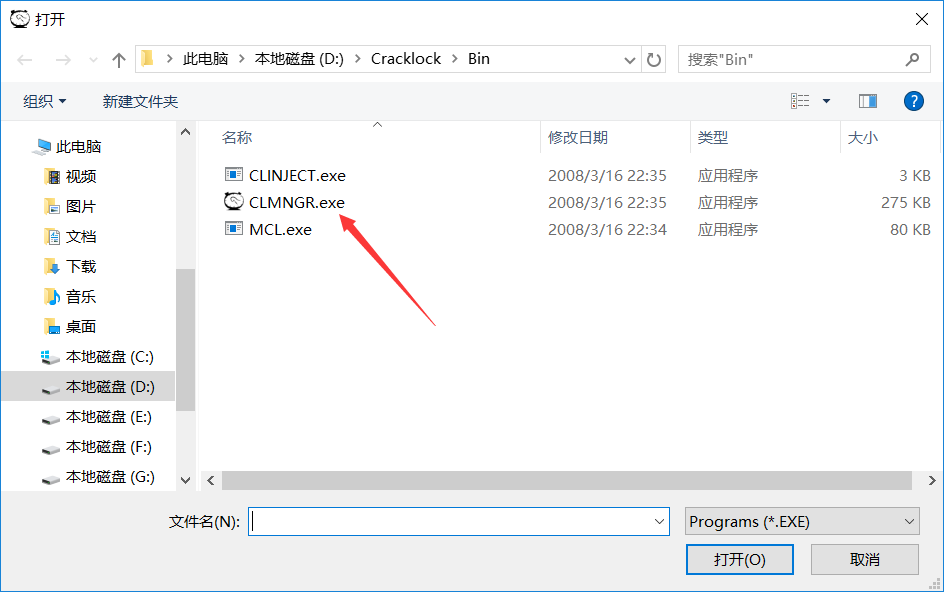 打开
此电脑 > 本地磁盘 (D:) > Cracklock > Bin
搜索"Bin"
组织 新建文件夹
名称 修改日期 类型 大小
此电脑
视频
图片
文档
下载
音乐
桌面
本地磁盘 (C:)
本地磁盘 (D:)
本地磁盘 (E:)
本地磁盘 (F:)
本地磁盘 (G:)
CLINJECT.exe 2008/3/16 22:35 应用程序 3 KB
CLMNGR.exe 2008/3/16 22:35 应用程序 275 KB
MCL.exe 2008/3/16 22:34 应用程序 80 KB
文件名(N): Programs (*.EXE)
打开(O) 取消